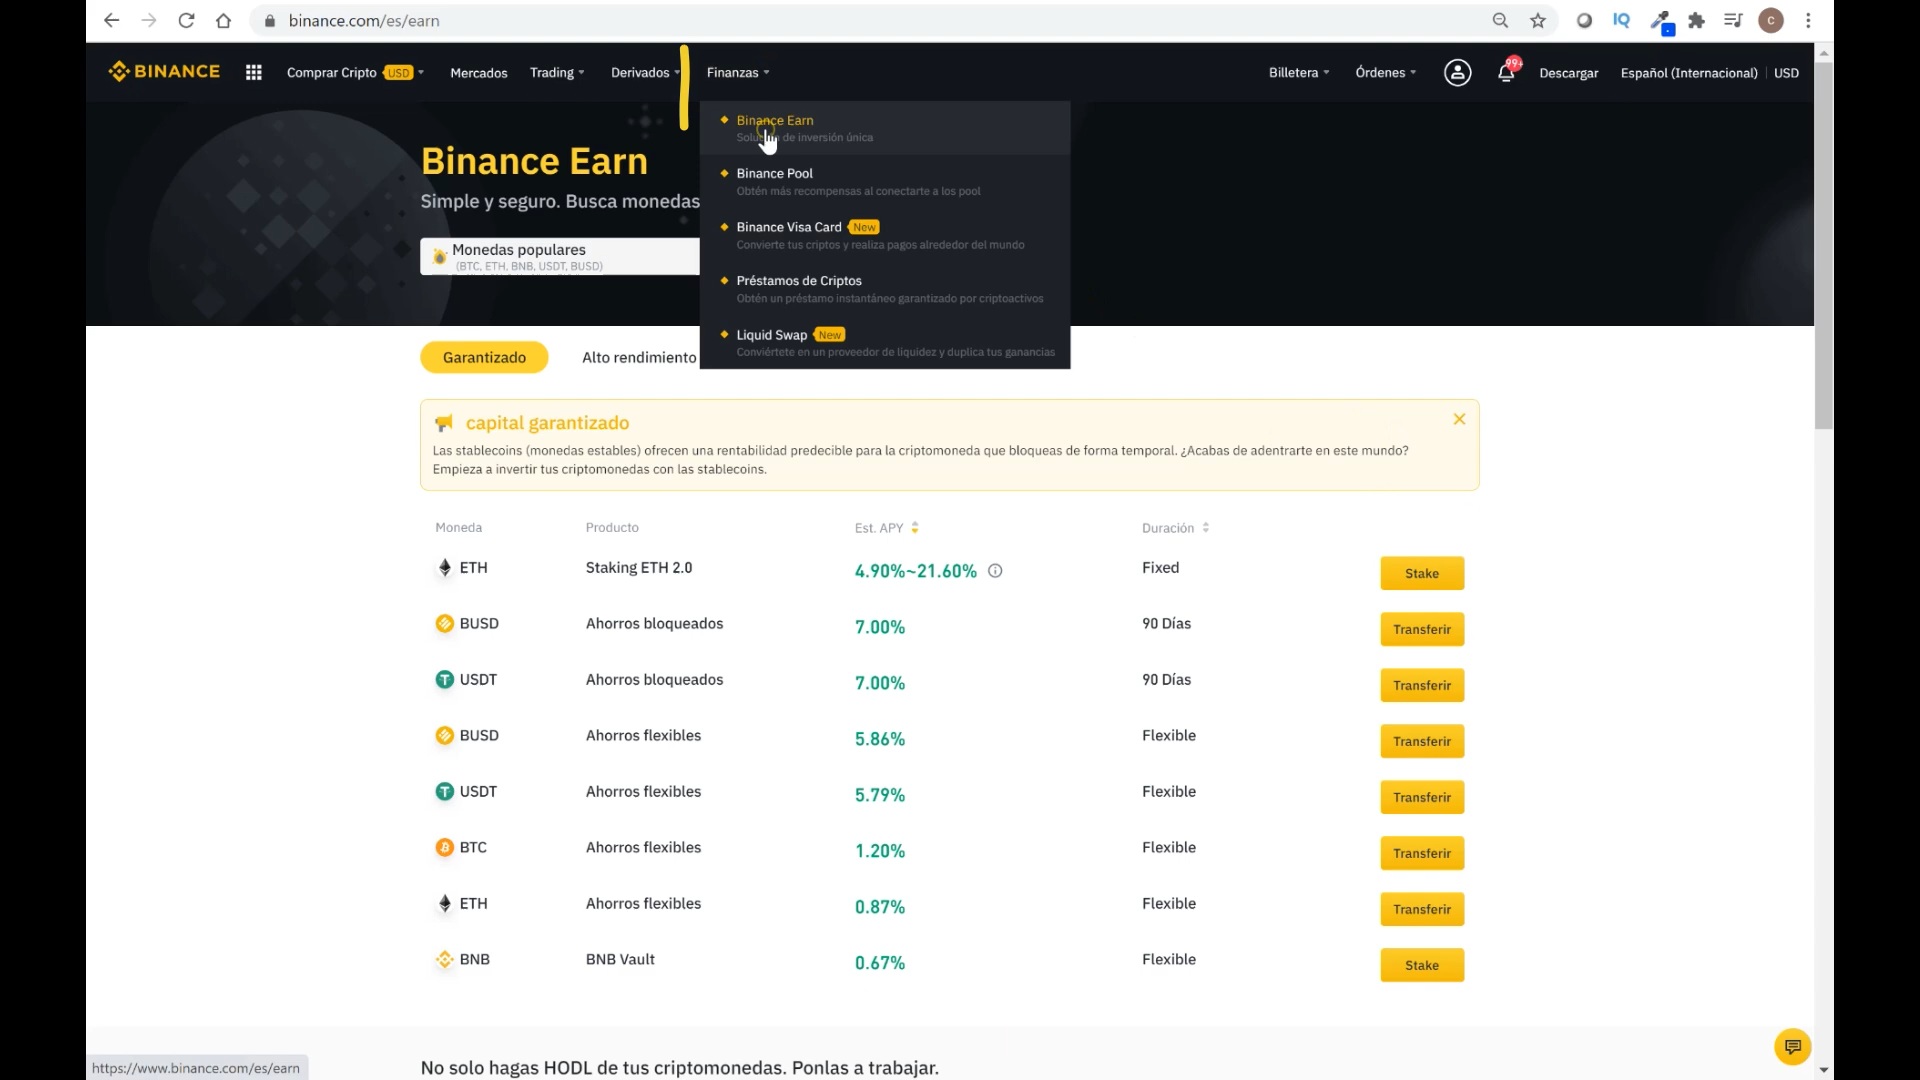 binance.com/es/earn
IQ
C
BINANCE
Comprar Cripto USD
Mercados
Trading
Derivados
Finanzas
Billetera
Órdenes
99+
Descargar
Español (Internacional)
USD
Binance Earn
Simple y seguro. Busca monedas
Monedas populares
(BTC, ETH, BNB, USDT, BUSD)
Binance Earn
de inversión única
Binance Pool
Obtén más recompensas al conectarte a los pool
Binance Visa Card New
Convierte tus criptos y realiza pagos alrededor del mundo
Préstamos de Criptos
Obtén un préstamo instantáneo garantizado por criptoactivos
Liquid Swap New
Conviértete en un proveedor de liquidez y duplica tus ganancias
Garantizado
Alto rendimiento
capital garantizado
Las stablecoins (monedas estables) ofrecen una rentabilidad predecible para la criptomoneda que bloqueas de forma temporal. ¿Acabas de adentrarte en este mundo?
Empieza a invertir tus criptomonedas con las stablecoins.
Moneda Producto Est. APY Duración
ETH Staking ETH 2.0 4.90%~21.60% Fixed Stake
BUSD Ahorros bloqueados 7.00% 90 Días Transferir
USDT Ahorros bloqueados 7.00% 90 Días Transferir
BUSD Ahorros flexibles 5.86% Flexible Transferir
USDT Ahorros flexibles 5.79% Flexible Transferir
BTC Ahorros flexibles 1.20% Flexible Transferir
ETH Ahorros flexibles 0.87% Flexible Transferir
BNB BNB Vault 0.67% Flexible Stake
No solo hagas HODL de tus criptomonedas. Ponlas a trabajar.
https://www.binance.com/es/earn